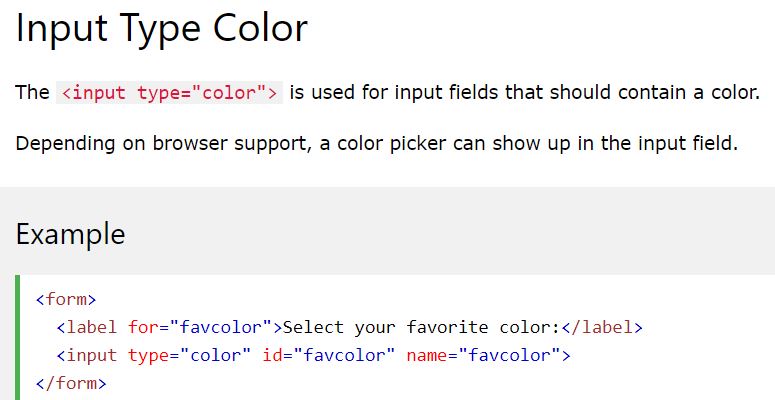 Input Type Color
The <input type="color"> is used for input fields that should contain a color.
Depending on browser support, a color picker can show up in the input field.
Example
<form>
  <label for="favcolor">Select your favorite color:</label>
  <input type="color" id="favcolor" name="favcolor">
</form>